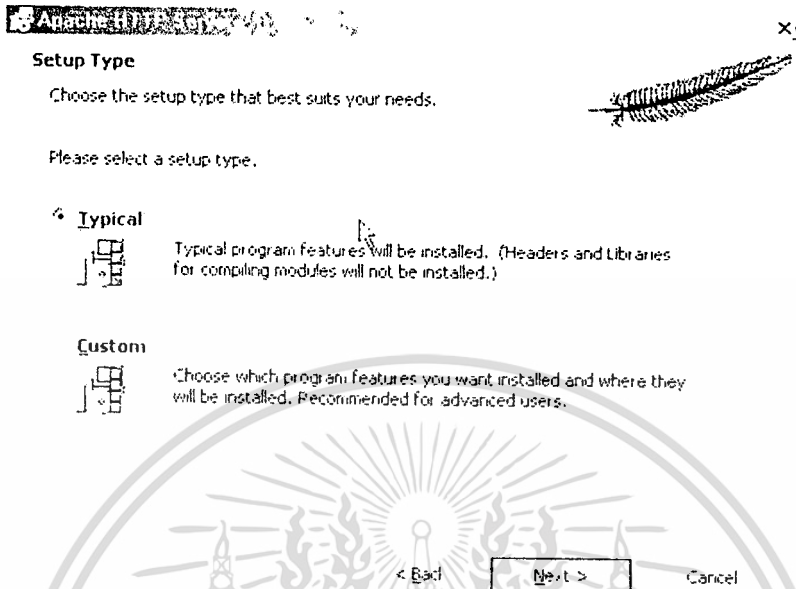 Apache HTTP Server
Setup Type
Choose the setup type that best suits your needs.
Please select a setup type.
Typical
Typical program features will be installed. (Headers and Libraries
for compiling modules will not be installed.)
Custom
Choose which program features you want installed and where they
will be installed. Recommended for advanced users.
< Back
Next >
Cancel